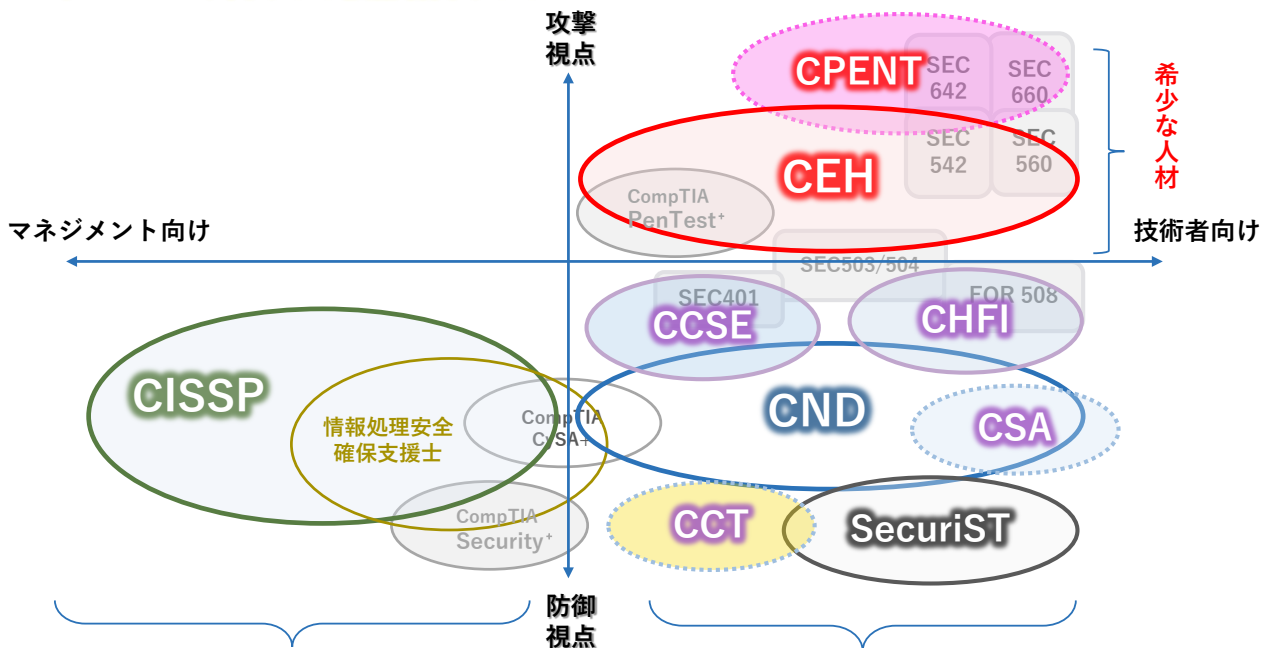 攻撃
視点
CPENT
SEC
642
SEC
660
希少な人材
SEC
542
SEC
560
CEH
CompTIA
PenTest+
マネジメント向け
技術者向け
SEC503/504
SEC401
FOR 508
CCSE
CHFI
CISSP
情報処理安全
確保支援士
CompTIA
CySA+
CND
CSA
CompTIA
Security+
CCT
SecuriST
防御
視点